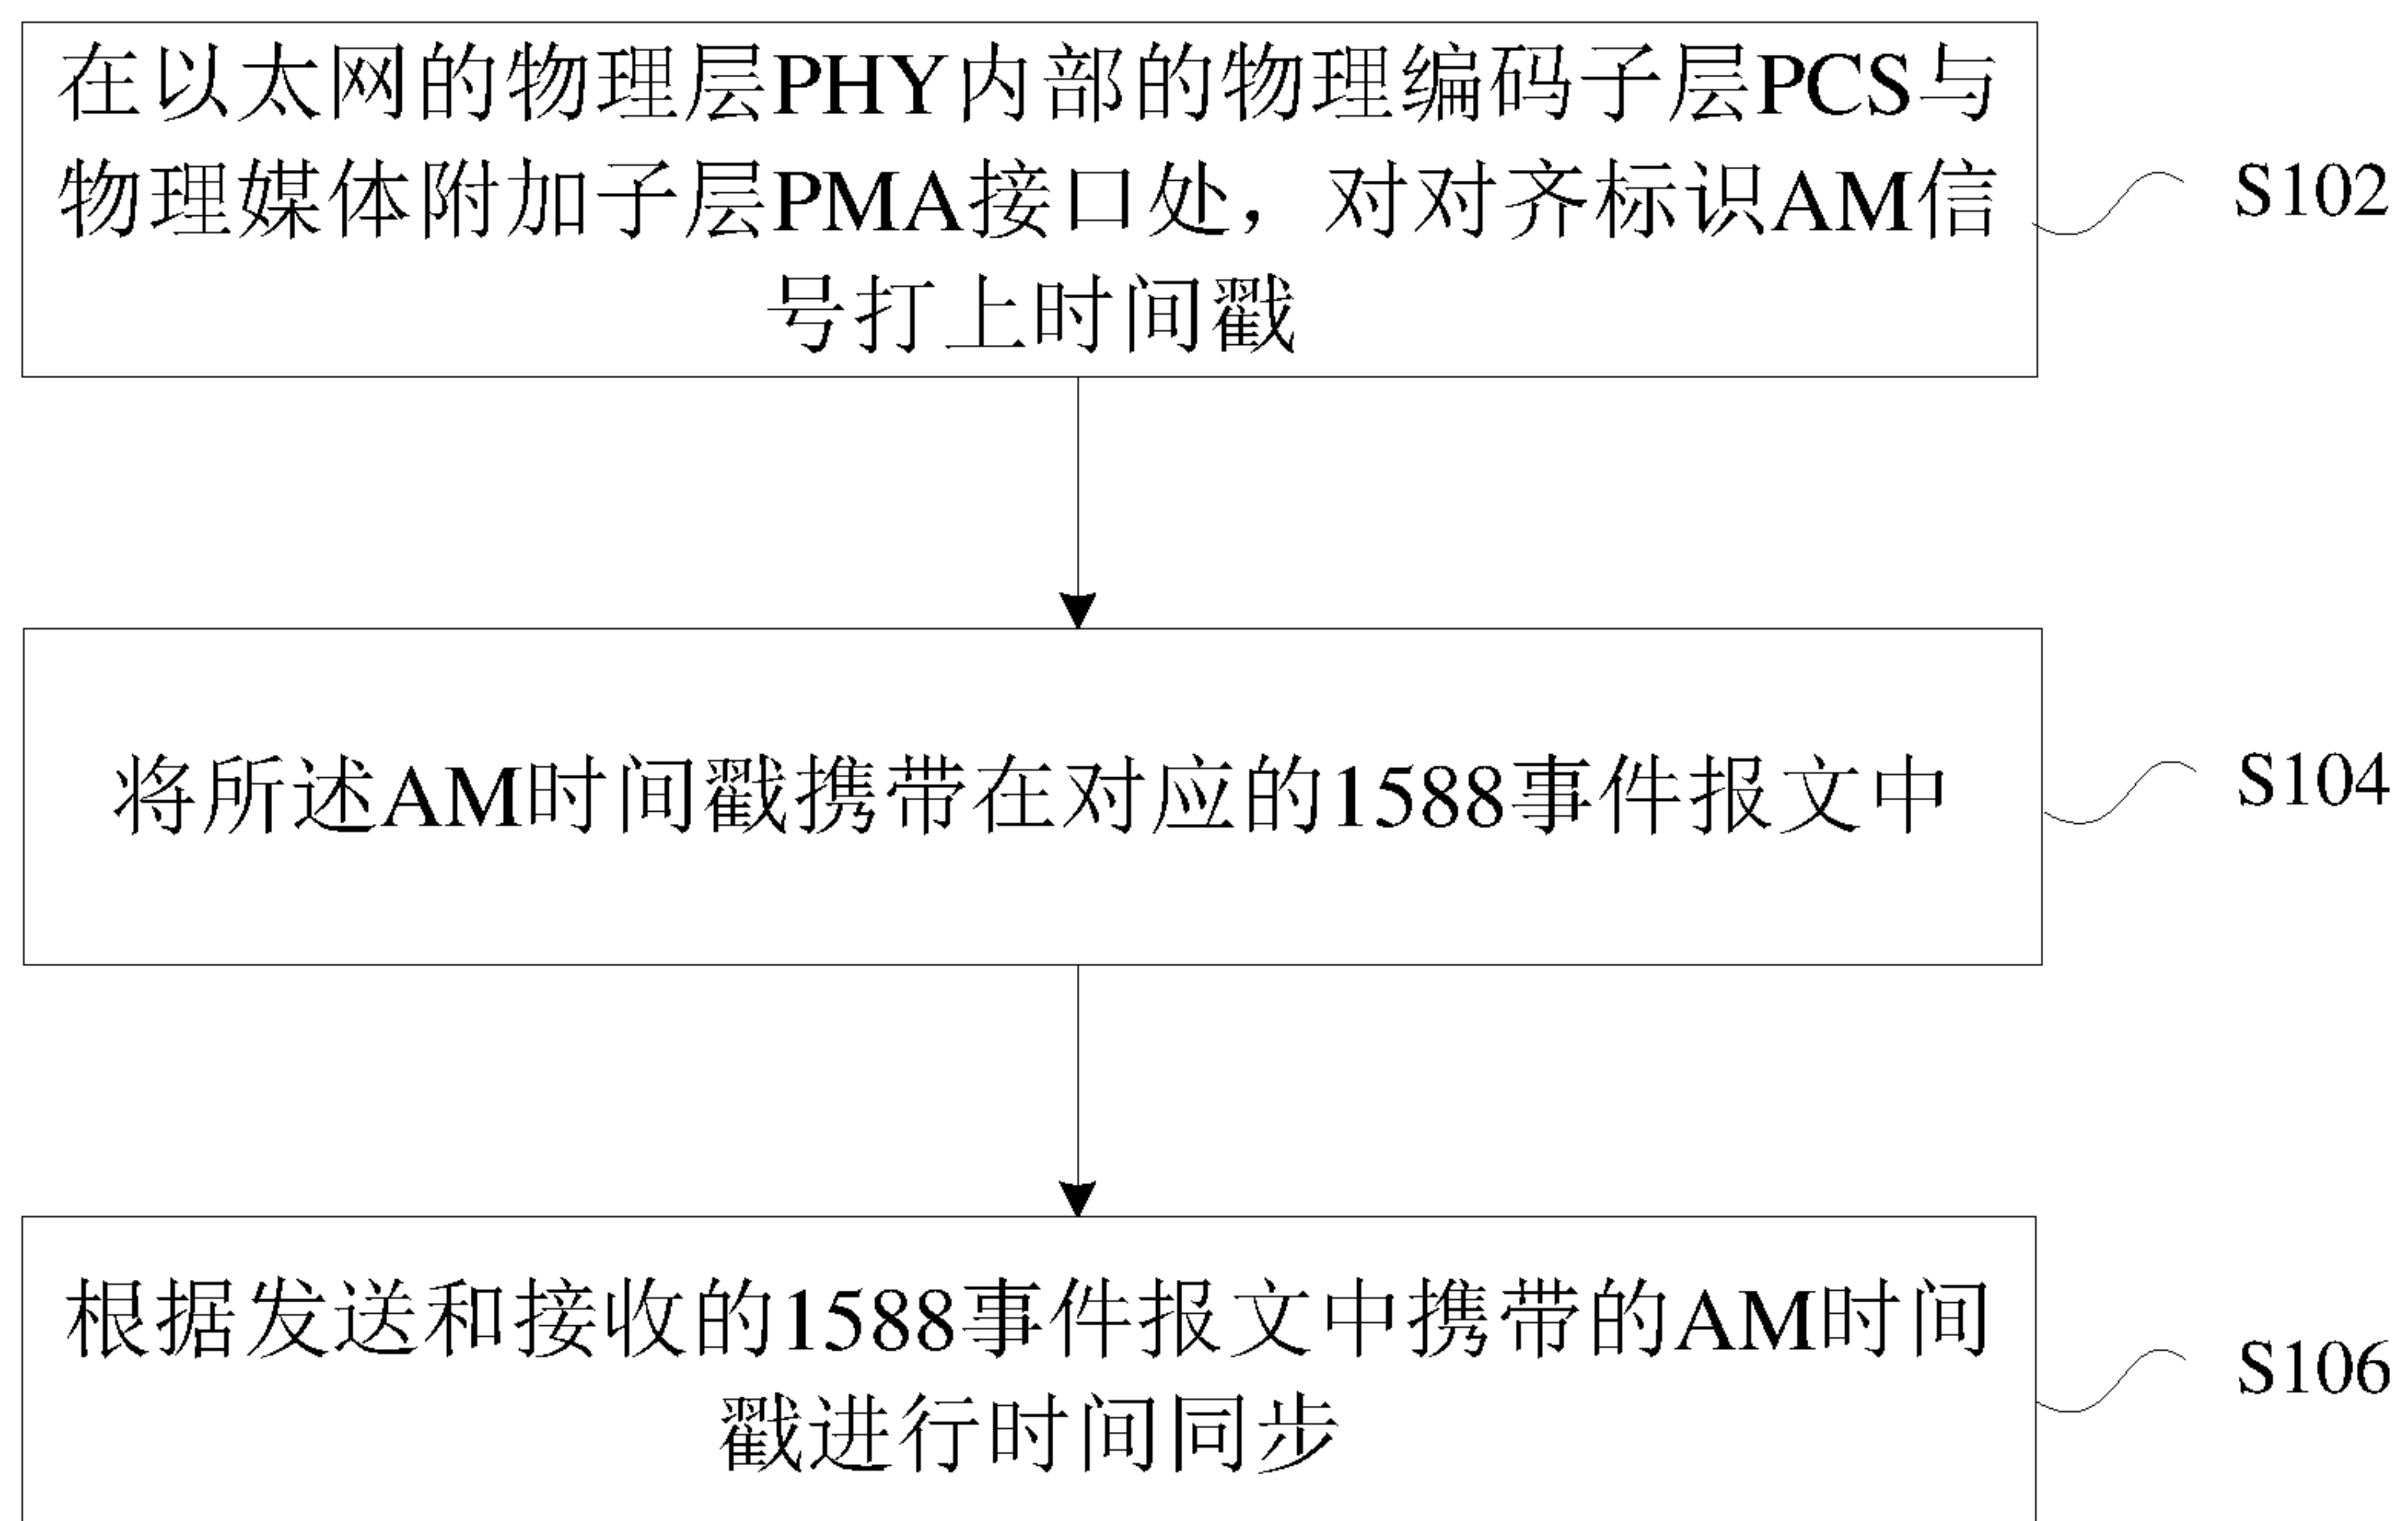 在以太网的物理层PHY内部的物理编码子层PCS与
物理媒体附加子层PMA接口处，对对齐标识AM信
号打上时间戳
S102
将所述AM时间戳携带在对应的1588事件报文中
S104
根据发送和接收的1588事件报文中携带的AM时间
戳进行时间同步
S106